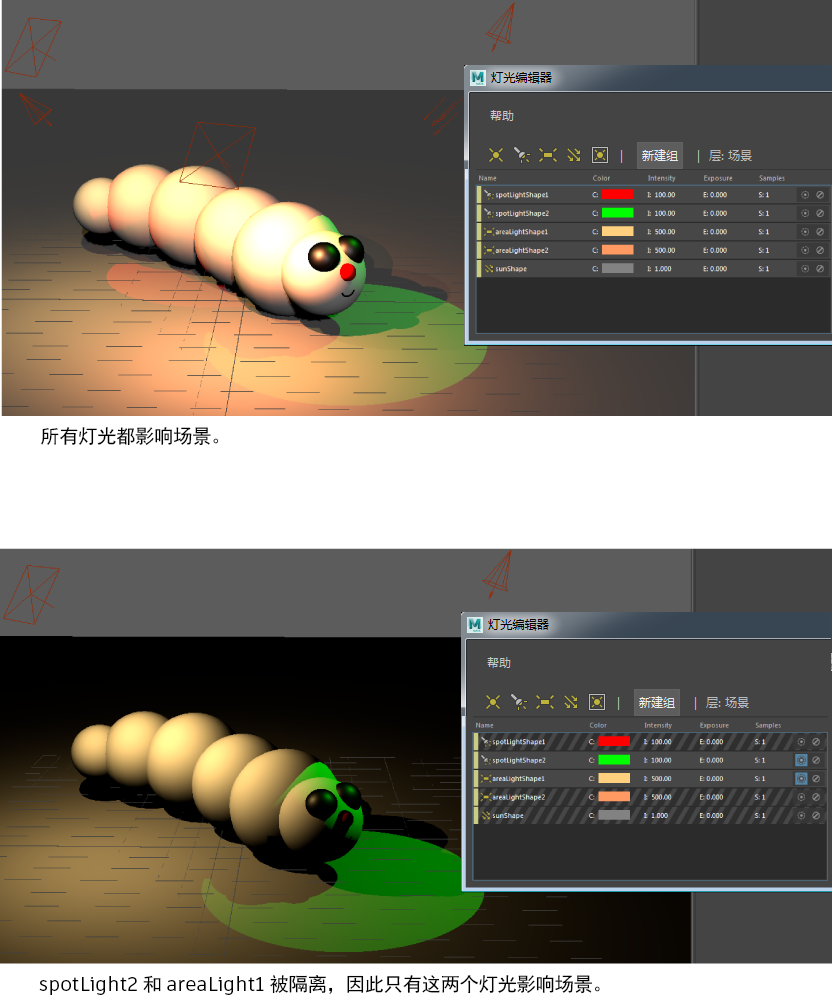 灯光编辑器
帮助
新建组 层: 场景
Name Color Intensity Exposure Samples
spotLightShape1 C: I: 100.00 E: 0.000 S: 1
spotLightShape2 C: I: 100.00 E: 0.000 S: 1
areaLightShape1 C: I: 500.00 E: 0.000 S: 1
areaLightShape2 C: I: 500.00 E: 0.000 S: 1
sunShape C: I: 1.000 E: 0.000 S: 1
所有灯光都影响场景。
灯光编辑器
帮助
新建组 层: 场景
Name Color Intensity Exposure Samples
spotLightShape1 C: I: 100.00 E: 0.000 S: 1
spotLightShape2 C: I: 100.00 E: 0.000 S: 1
areaLightShape1 C: I: 500.00 E: 0.000 S: 1
areaLightShape2 C: I: 500.00 E: 0.000 S: 1
sunShape C: I: 1.000 E: 0.000 S: 1
spotLight2 和 areaLight1 被隔离，因此只有这两个灯光影响场景。